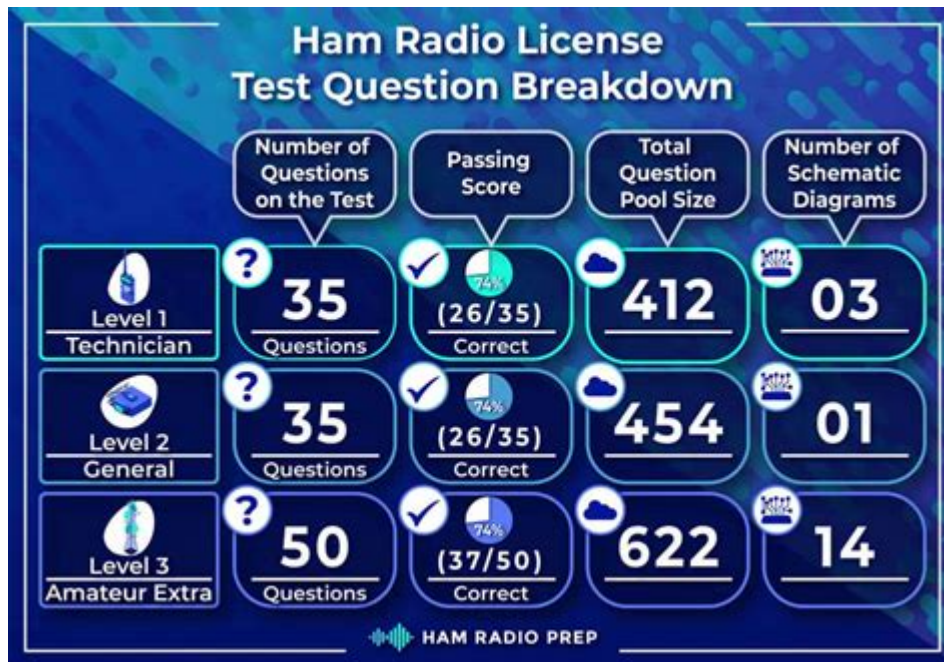 Ham Radio License
Test Question Breakdown
Number of
Questions
on the Test
Passing
Score
Total
Question
Pool Size
Number of
Schematic
Diagrams
Level 1
Technician
?
35
Questions
74%
(26/35)
Correct
412
03
Level 2
General
?
35
Questions
74%
(26/35)
Correct
454
01
Level 3
Amateur Extra
?
50
Questions
74%
(37/50)
Correct
622
14
HAM RADIO PREP